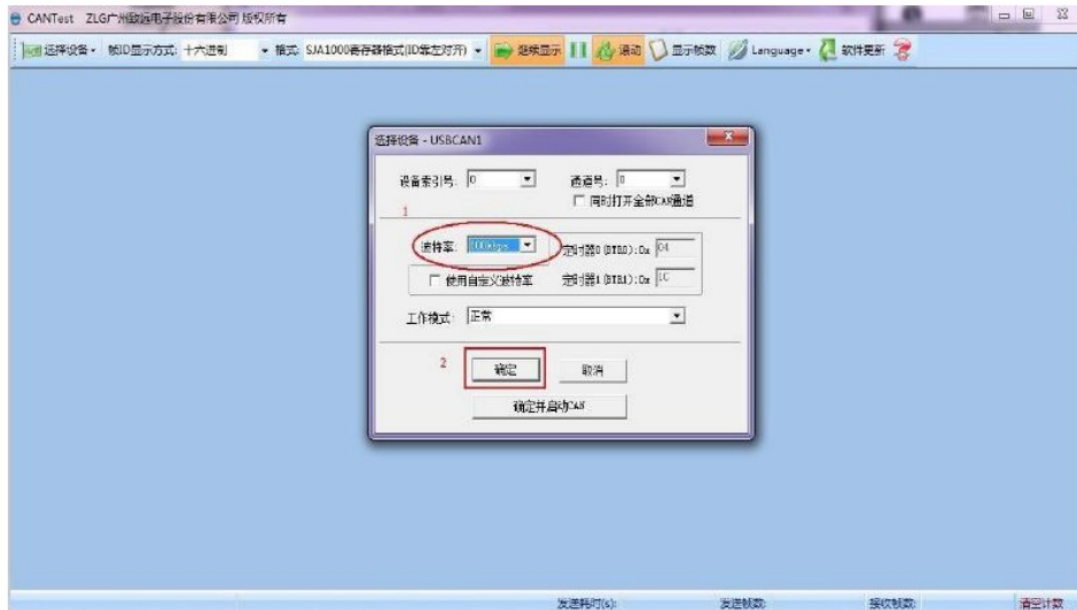 CANTest ZLG广州致远电子股份有限公司 版权所有
选择设备 帧ID显示方式: 十六进制 格式: SJA1000寄存器格式(ID靠左对齐) 继续显示 滚动 显示帧数 Language 软件更新
选择设备 - USBCAN1
设备索引号: 0 通道号: 0
同时打开全部CAN通道
1
波特率: 100kbps 定时器0 (BTR0):0x 04
使用自定义波特率 定时器1 (BTR1):0x 1C
工作模式: 正常
2
确定 取消
确定并启动CAN
发送耗时(s): 发送帧数: 接收帧数: 清空计数